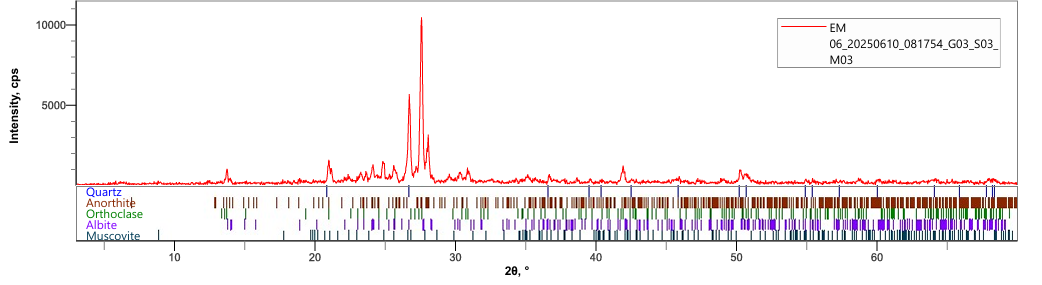 10000
5000
Intensity, cps
EM
06_20250610_081754_G03_S03_
M03
Quartz
Anorthite
Orthoclase
Albite
Muscovite
10 20 30 40 50 60
2θ, °